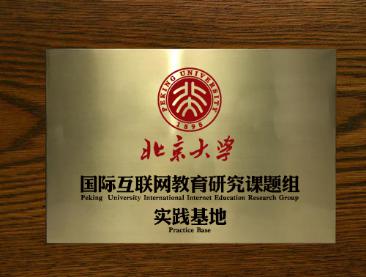 PEKING UNIVERSITY
1898
北京大学
国际互联网教育研究课题组
Peking University International Internet Education Research Group
实践基地
Practice Base